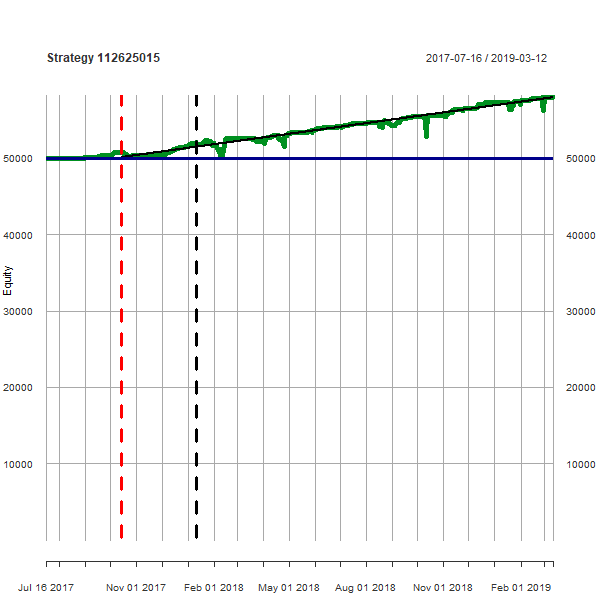 Strategy 112625015
2017-07-16 / 2019-03-12
50000
50000
40000
40000
Equity
30000
30000
20000
20000
10000
10000
Jul 16 2017
Nov 01 2017
Feb 01 2018
May 01 2018
Aug 01 2018
Nov 01 2018
Feb 01 2019